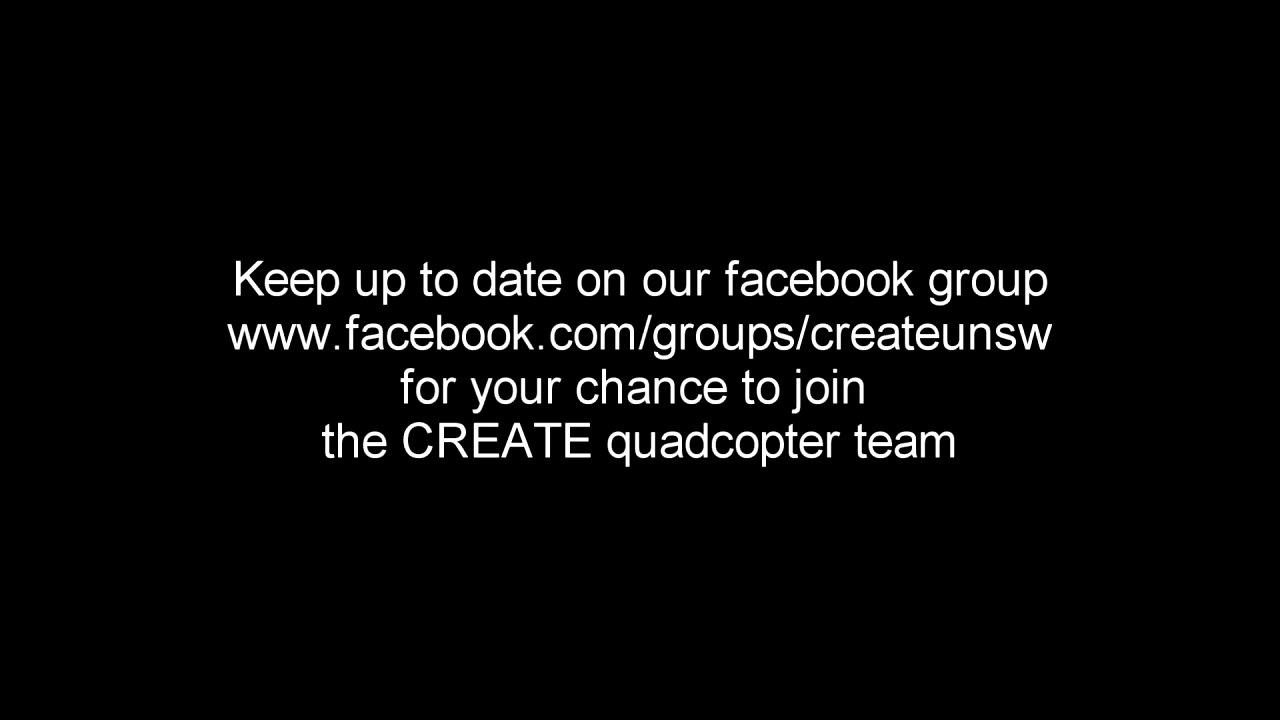 Keep up to date on our facebook group
www.facebook.com/groups/createunsw
for your chance to join
the CREATE quadcopter team